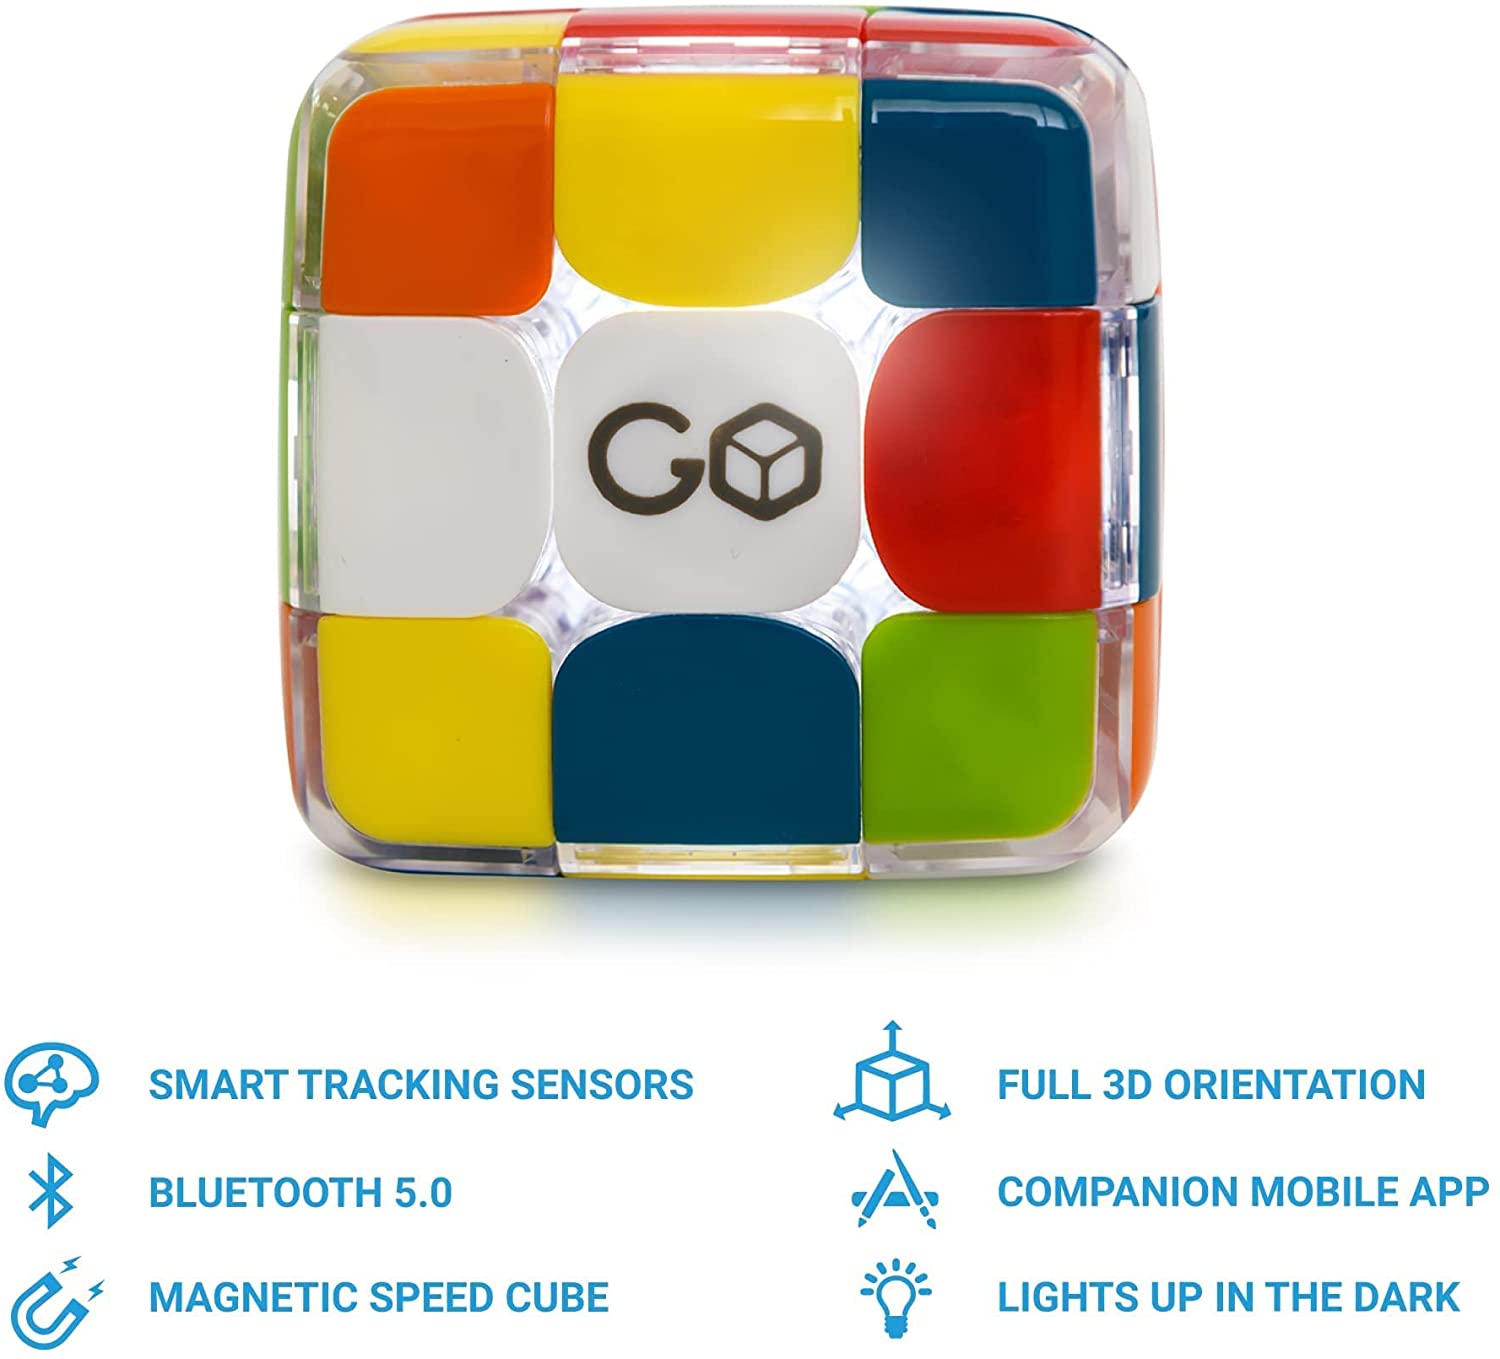 GO
SMART TRACKING SENSORS
FULL 3D ORIENTATION
BLUETOOTH 5.0
COMPANION MOBILE APP
MAGNETIC SPEED CUBE
LIGHTS UP IN THE DARK